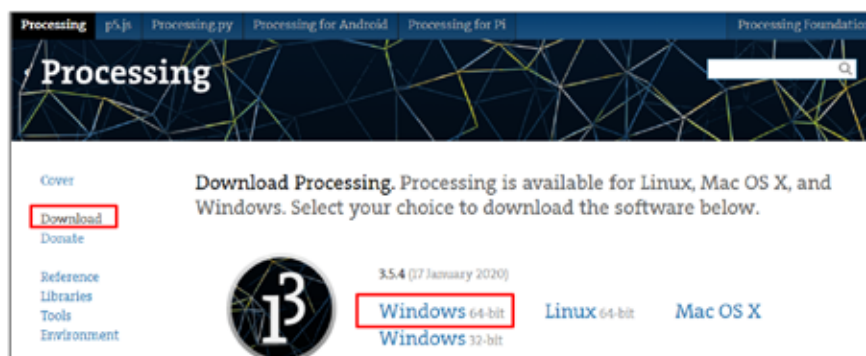 Processing p5.js Processing.py Processing for Android Processing for Pi Processing Foundation
Processing
Cover
Download Processing. Processing is available for Linux, Mac OS X, and
Windows. Select your choice to download the software below.
Download
Donate
Reference
Libraries
Tools
Environment
3
3.5.4 (17 January 2020)
Windows 64-bit Linux 64-bit Mac OS X
Windows 32-bit